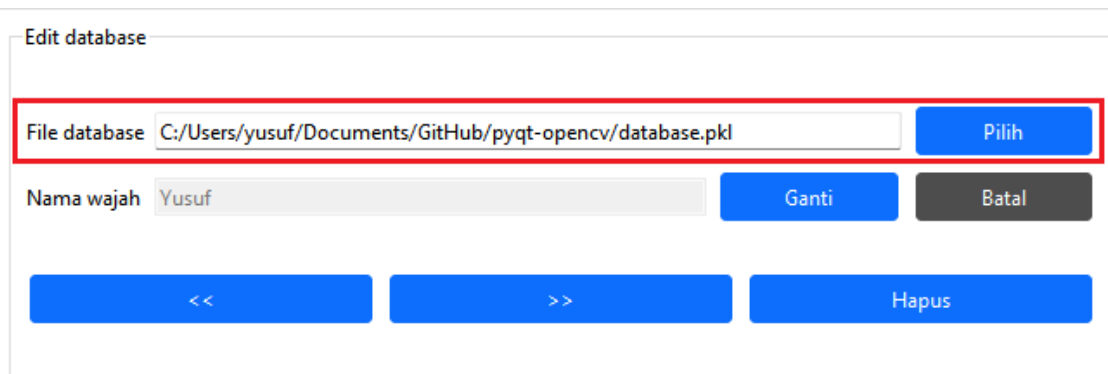 Edit database
File database C:/Users/yusuf/Documents/GitHub/pyqt-opencv/database.pkl Pilih
Nama wajah Yusuf Ganti Batal
<< >> Hapus